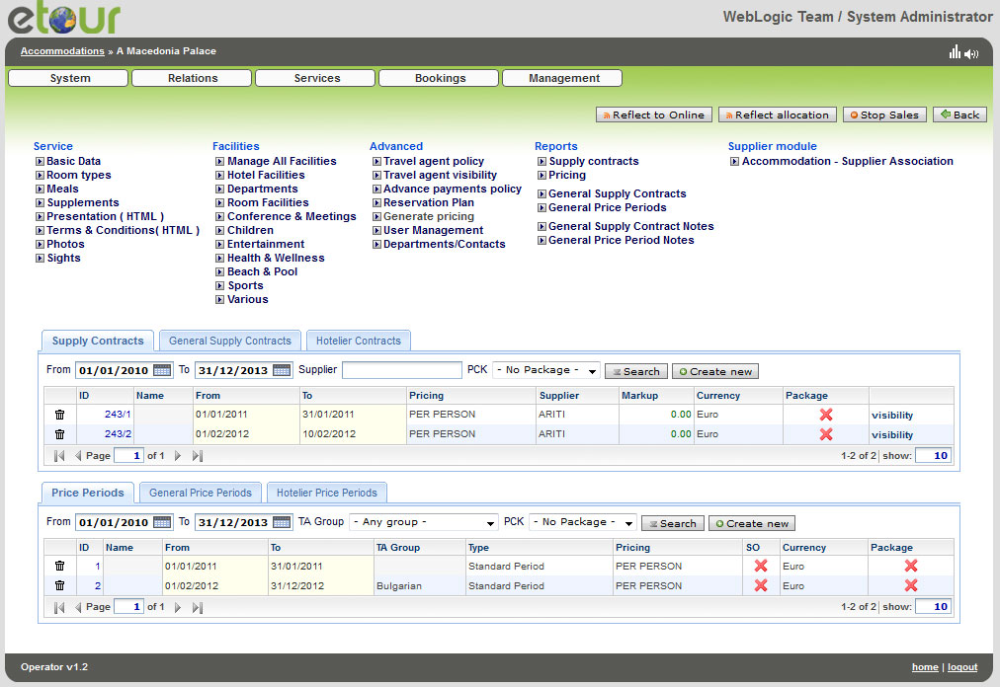 etour
WebLogic Team / System Administrator
Accommodations » A Macedonia Palace
System Relations Services Bookings Management
Reflect to Online Reflect allocation Stop Sales Back
Service
Basic Data
Room types
Meals
Supplements
Presentation ( HTML )
Terms & Conditions( HTML )
Photos
Sights
Facilities
Manage All Facilities
Hotel Facilities
Departments
Room Facilities
Conference & Meetings
Children
Entertainment
Health & Wellness
Beach & Pool
Sports
Various
Advanced
Travel agent policy
Travel agent visibility
Advance payments policy
Reservation Plan
Generate pricing
User Management
Departments/Contacts
Reports
Supply contracts
Pricing
General Supply Contracts
General Price Periods
General Supply Contract Notes
General Price Period Notes
Supplier module
Accommodation - Supplier Association
Supply Contracts General Supply Contracts Hotelier Contracts
From 01/01/2010 To 31/12/2013 Supplier PCK - No Package - Search Create new
ID Name From To Pricing Supplier Markup Currency Package
243/1 01/01/2011 31/01/2011 PER PERSON ARITI 0.00 Euro visibility
243/2 01/02/2012 10/02/2012 PER PERSON ARITI 0.00 Euro visibility
Page 1 of 1 1-2 of 2 show: 10
Price Periods General Price Periods Hotelier Price Periods
From 01/01/2010 To 31/12/2013 TA Group - Any group - PCK - No Package - Search Create new
ID Name From To TA Group Type Pricing SO Currency Package
1 01/01/2011 31/01/2011 Standard Period PER PERSON Euro
2 01/02/2012 31/12/2012 Bulgarian Standard Period PER PERSON Euro
Page 1 of 1 1-2 of 2 show: 10
Operator v1.2 home | logout